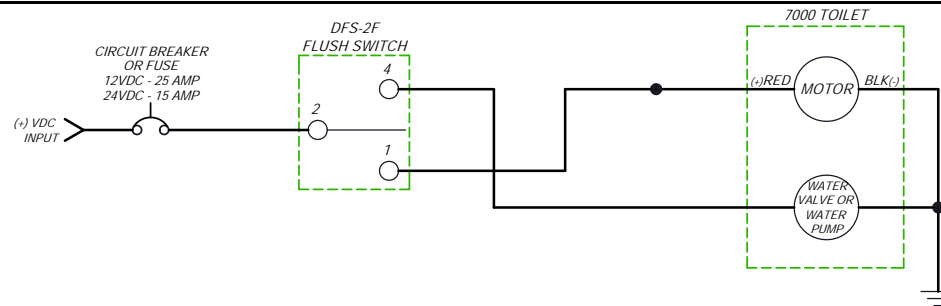 7000 TOILET
DFS-2F
FLUSH SWITCH
CIRCUIT BREAKER
OR FUSE
12VDC - 25 AMP
24VDC - 15 AMP
4
(+)RED
MOTOR
BLK(-)
2
(+) VDC
INPUT
1
WATER
VALVE OR
WATER
PUMP